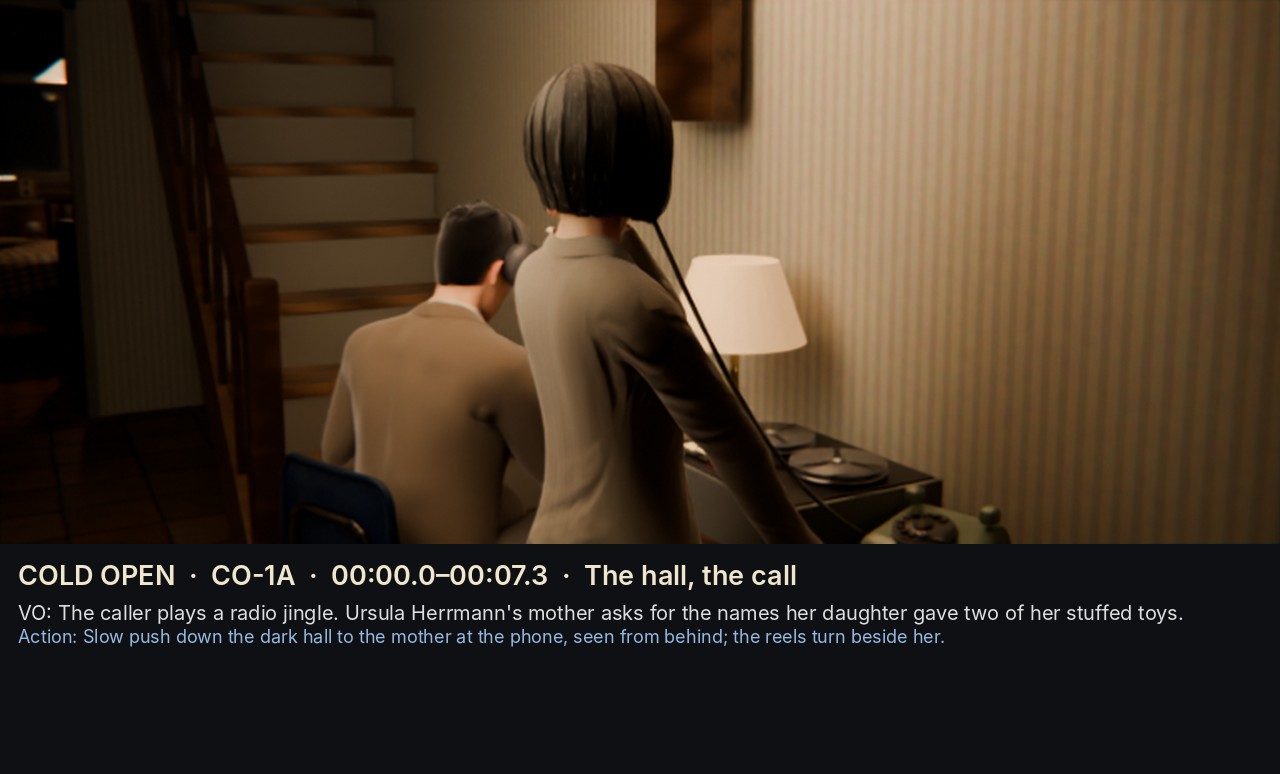 COLD OPEN · CO-1A · 00:00.0–00:07.3 · The hall, the call
VO: The caller plays a radio jingle. Ursula Herrmann's mother asks for the names her daughter gave two of her stuffed toys.
Action: Slow push down the dark hall to the mother at the phone, seen from behind; the reels turn beside her.